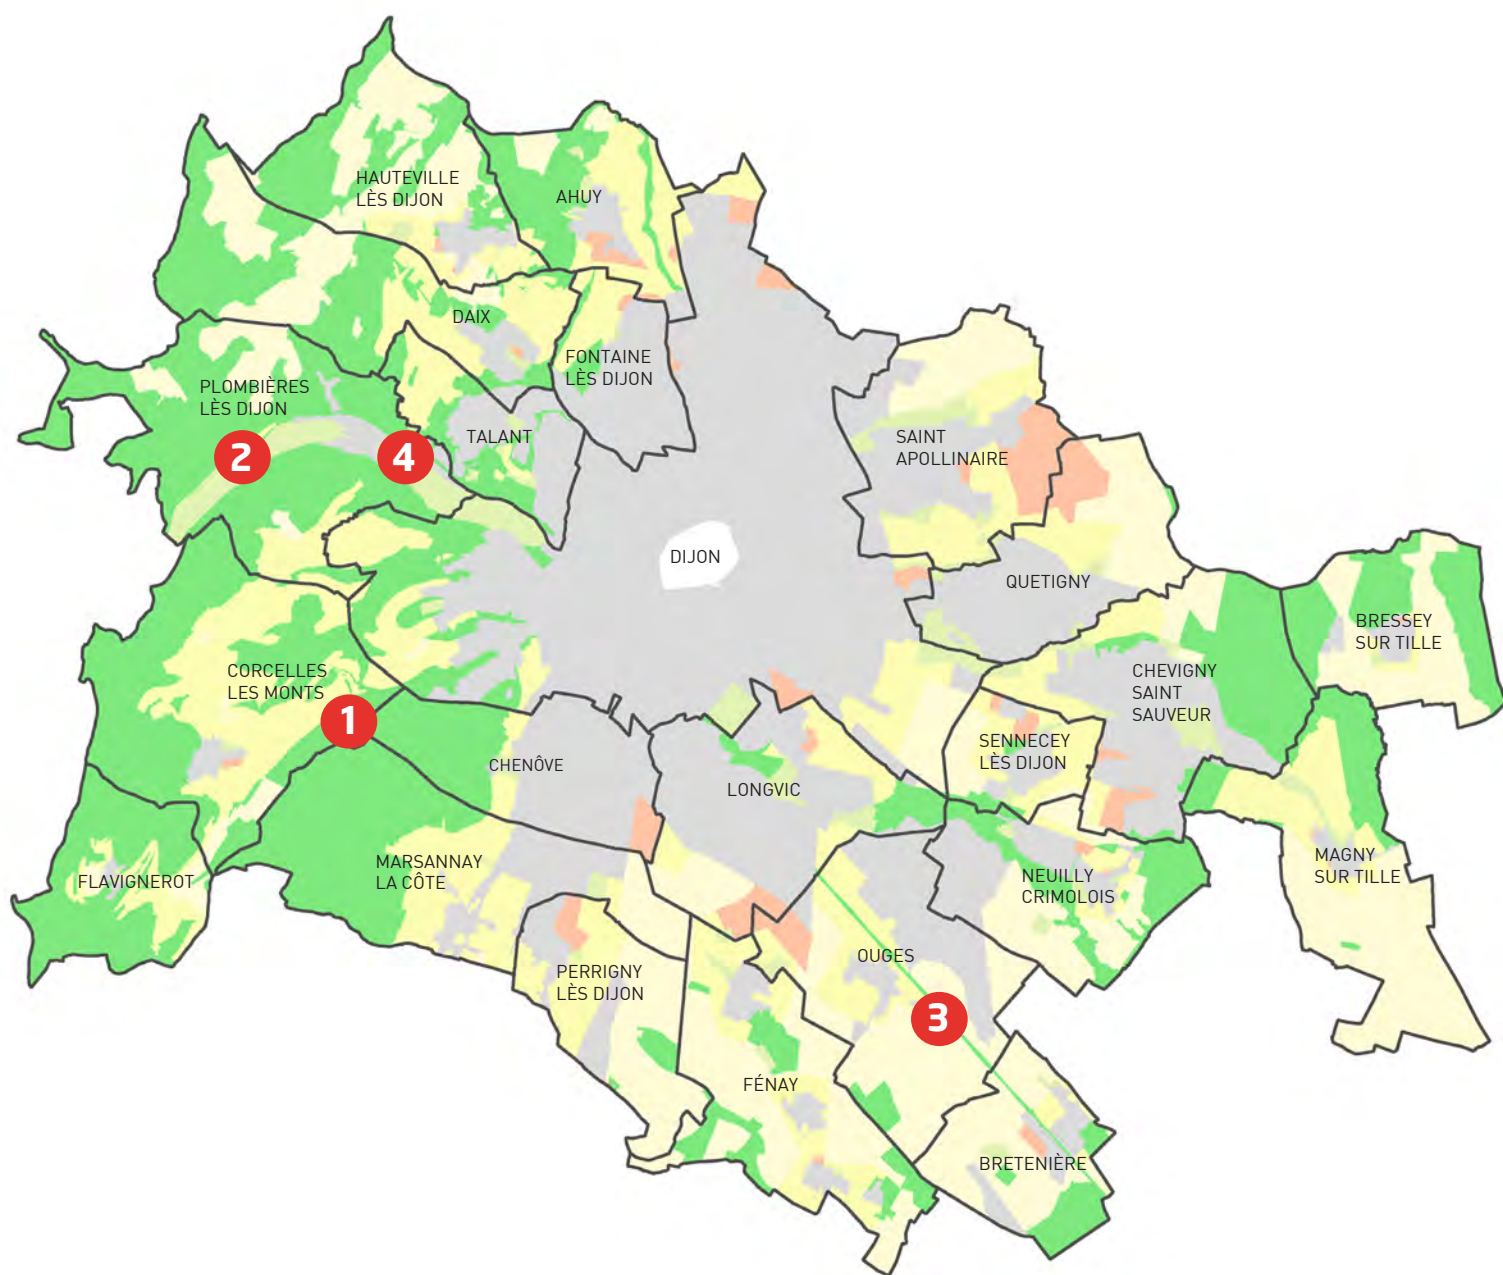 HAUTEVILLE
LÈS DIJON
AHUY
DAIX
FONTAINE
LÈS DIJON
PLOMBIÈRES
LÈS DIJON
2
4
TALANT
SAINT
APOLLINAIRE
DIJON
QUETIGNY
BRESSEY
SUR TILLE
CORCELLES
LES MONTS
1
CHEVIGNY
SAINT
SAUVEUR
SENNECEY
LÈS DIJON
CHENÔVE
LONGVIC
MARSANNAY
LA CÔTE
FLAVIGNEROT
NEUILLY
CRIMOLOIS
MAGNY
SUR TILLE
OUGES
PERRIGNY
LÈS DIJON
3
FÉNAY
BRETENIÈRE